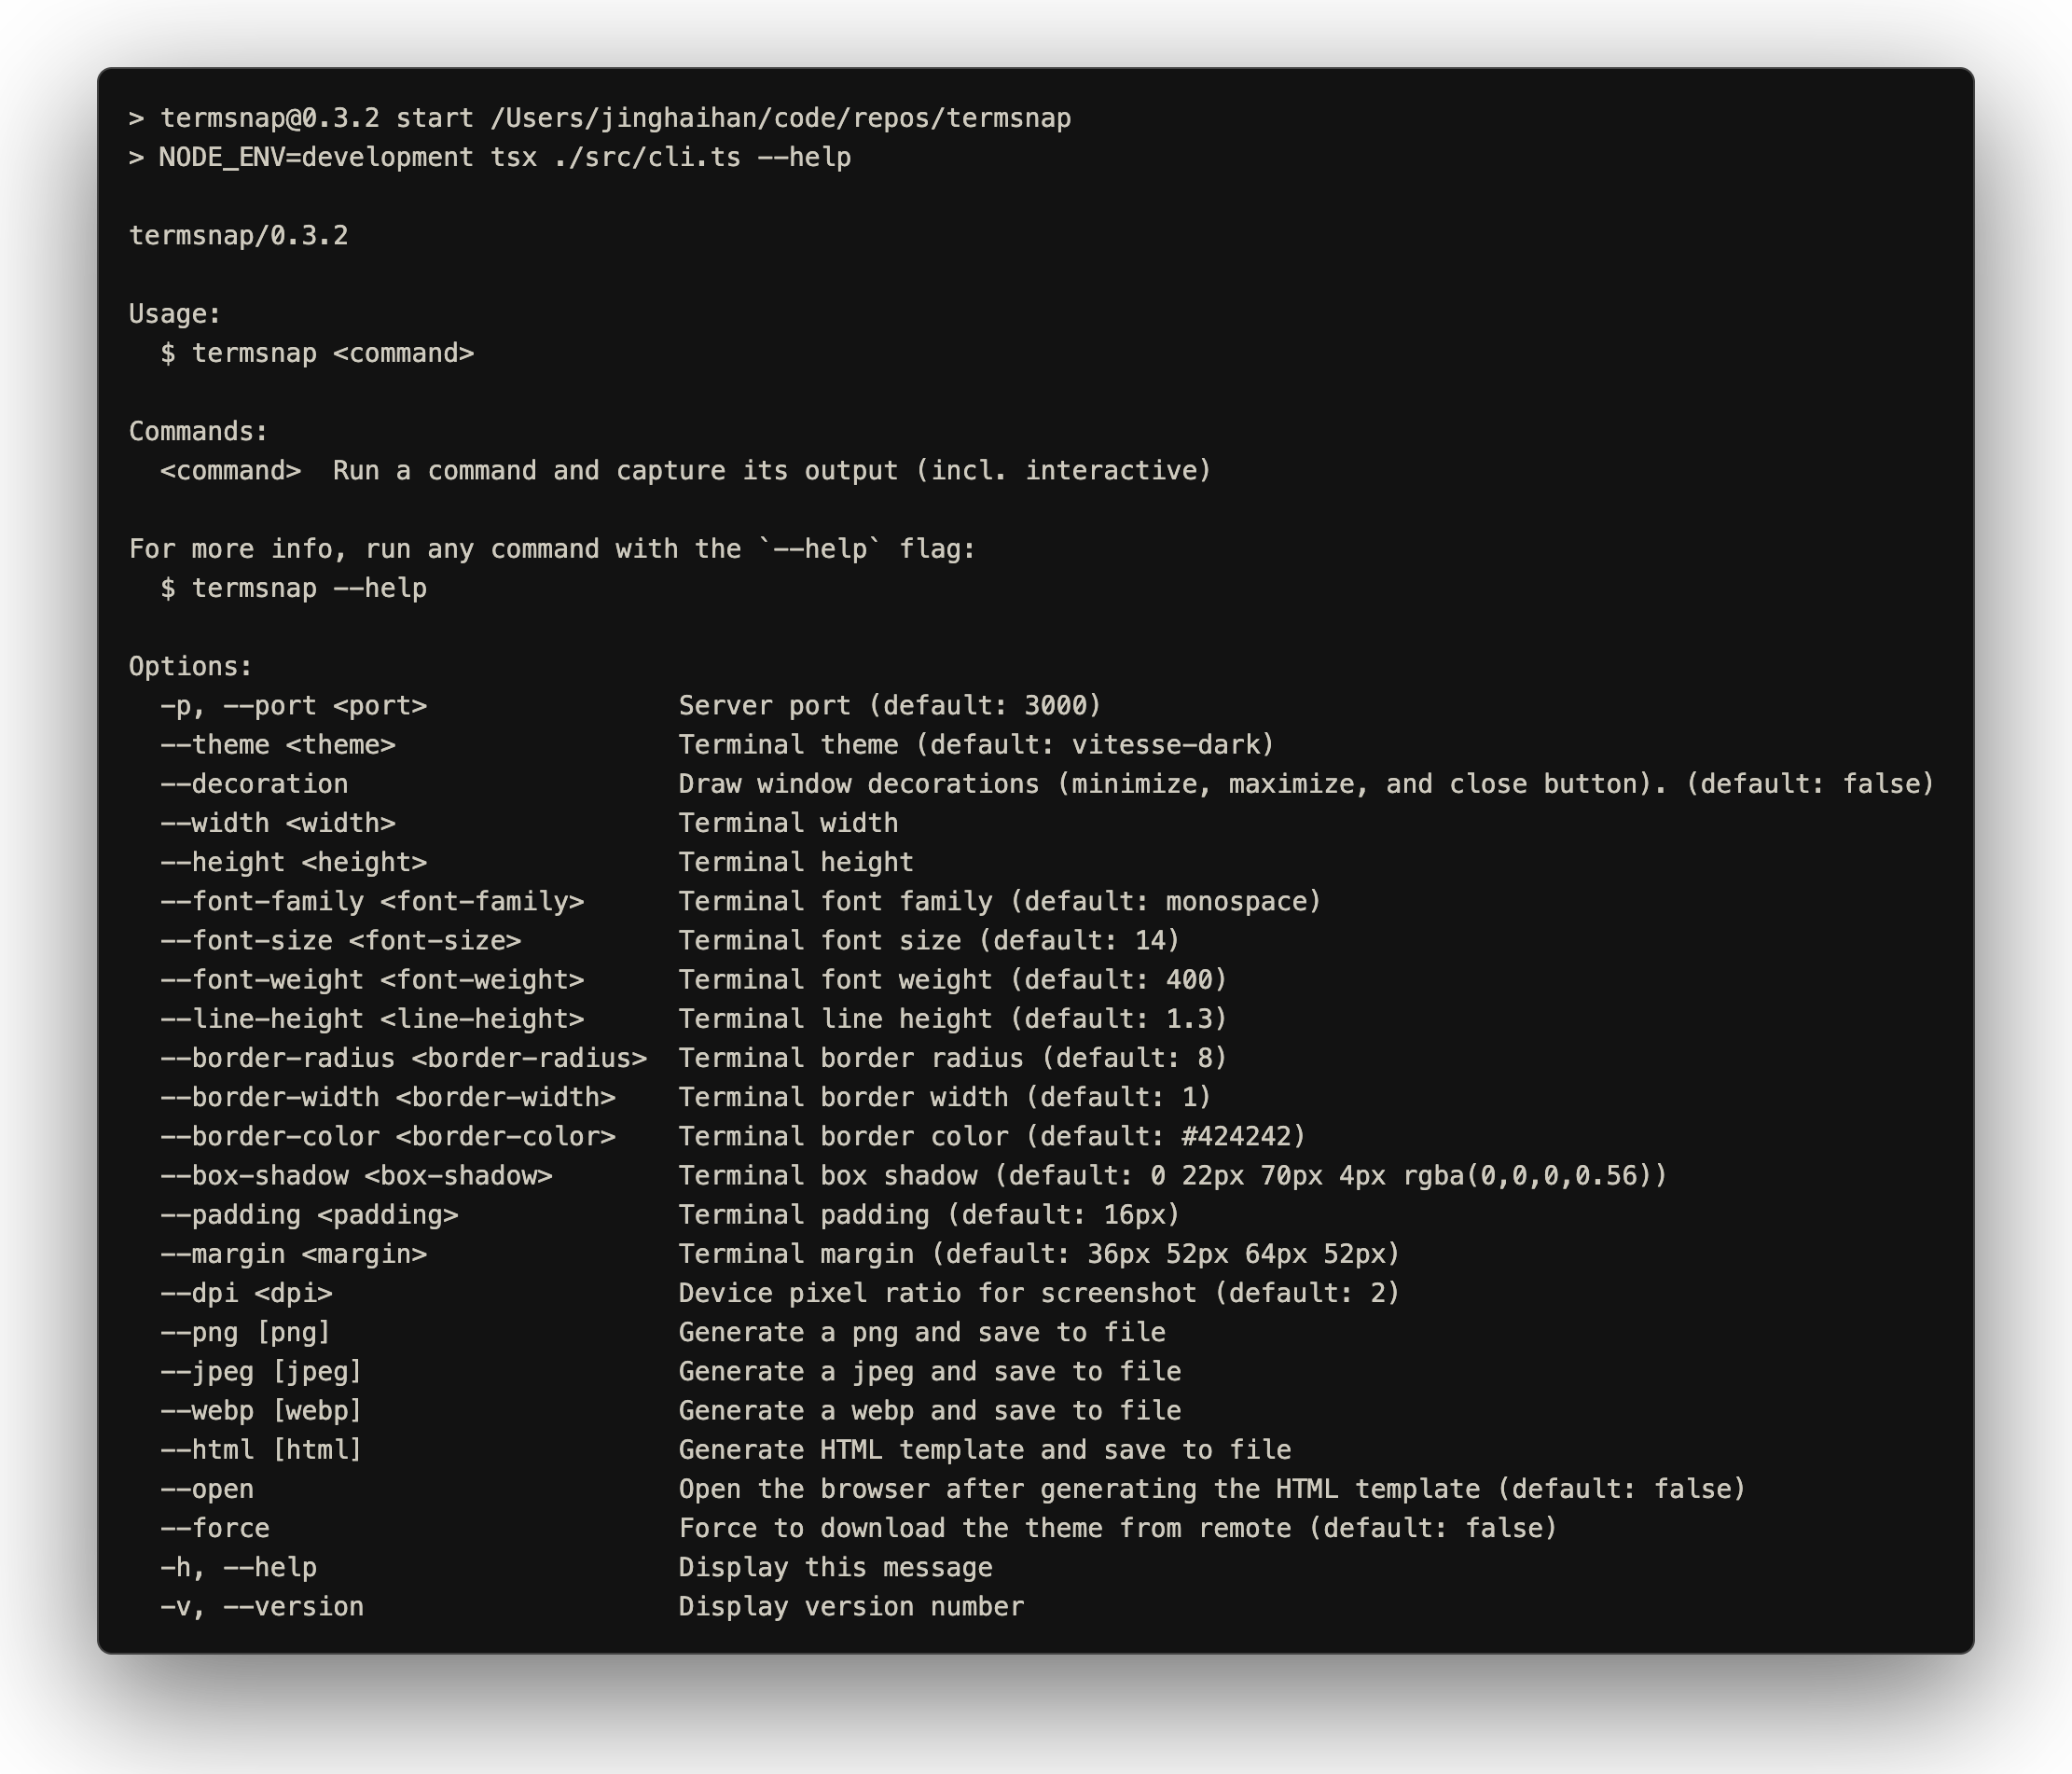 > termsnap@0.3.2 start /Users/jinghaihan/code/repos/termsnap
> NODE_ENV=development tsx ./src/cli.ts --help

termsnap/0.3.2

Usage:
  $ termsnap <command>

Commands:
  <command>  Run a command and capture its output (incl. interactive)

For more info, run any command with the `--help` flag:
  $ termsnap --help

Options:
  -p, --port <port>                Server port (default: 3000)
  --theme <theme>                  Terminal theme (default: vitesse-dark)
  --decoration                     Draw window decorations (minimize, maximize, and close button). (default: false)
  --width <width>                  Terminal width
  --height <height>                Terminal height
  --font-family <font-family>      Terminal font family (default: monospace)
  --font-size <font-size>          Terminal font size (default: 14)
  --font-weight <font-weight>      Terminal font weight (default: 400)
  --line-height <line-height>      Terminal line height (default: 1.3)
  --border-radius <border-radius>  Terminal border radius (default: 8)
  --border-width <border-width>    Terminal border width (default: 1)
  --border-color <border-color>    Terminal border color (default: #424242)
  --box-shadow <box-shadow>        Terminal box shadow (default: 0 22px 70px 4px rgba(0,0,0,0.56))
  --padding <padding>              Terminal padding (default: 16px)
  --margin <margin>                Terminal margin (default: 36px 52px 64px 52px)
  --dpi <dpi>                      Device pixel ratio for screenshot (default: 2)
  --png [png]                      Generate a png and save to file
  --jpeg [jpeg]                    Generate a jpeg and save to file
  --webp [webp]                    Generate a webp and save to file
  --html [html]                    Generate HTML template and save to file
  --open                           Open the browser after generating the HTML template (default: false)
  --force                          Force to download the theme from remote (default: false)
  -h, --help                       Display this message
  -v, --version                    Display version number